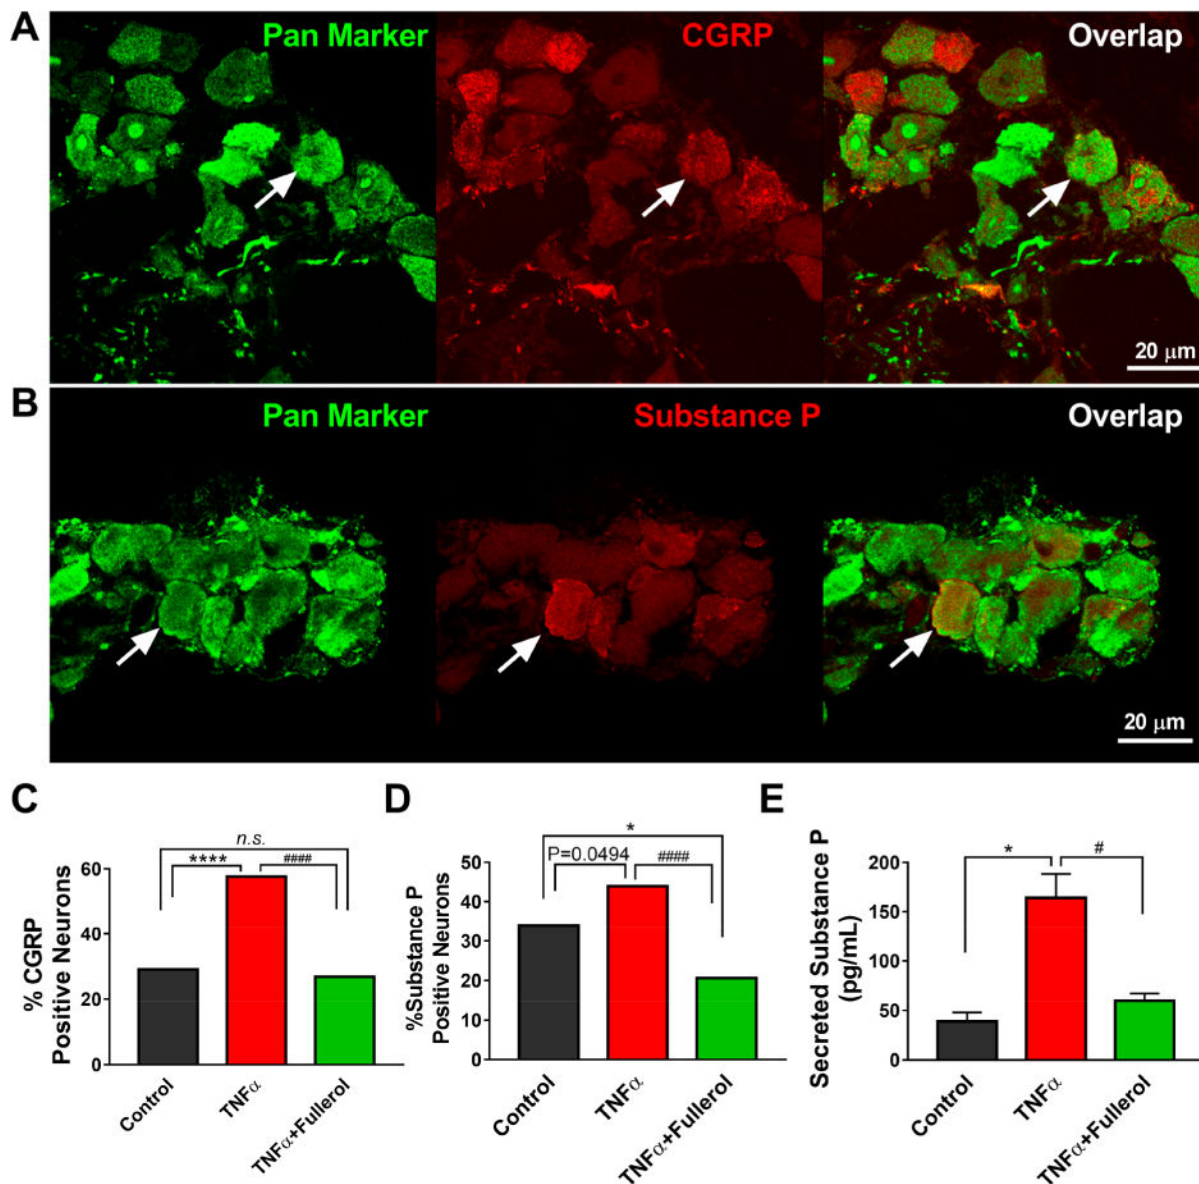 A
Pan Marker
CGRP
Overlap
20 μm
B
Pan Marker
Substance P
Overlap
20 μm
C
% CGRP
Positive Neurons
60
40
20
0
n.s.
****
####
Control
TNFα
TNFα+Fullerol
D
%Substance P
Positive Neurons
50
40
30
20
10
0
*
P=0.0494
####
Control
TNFα
TNFα+Fullerol
E
Secreted Substance P
(pg/mL)
200
150
100
50
0
*
#
Control
TNFα
TNFα+Fullerol